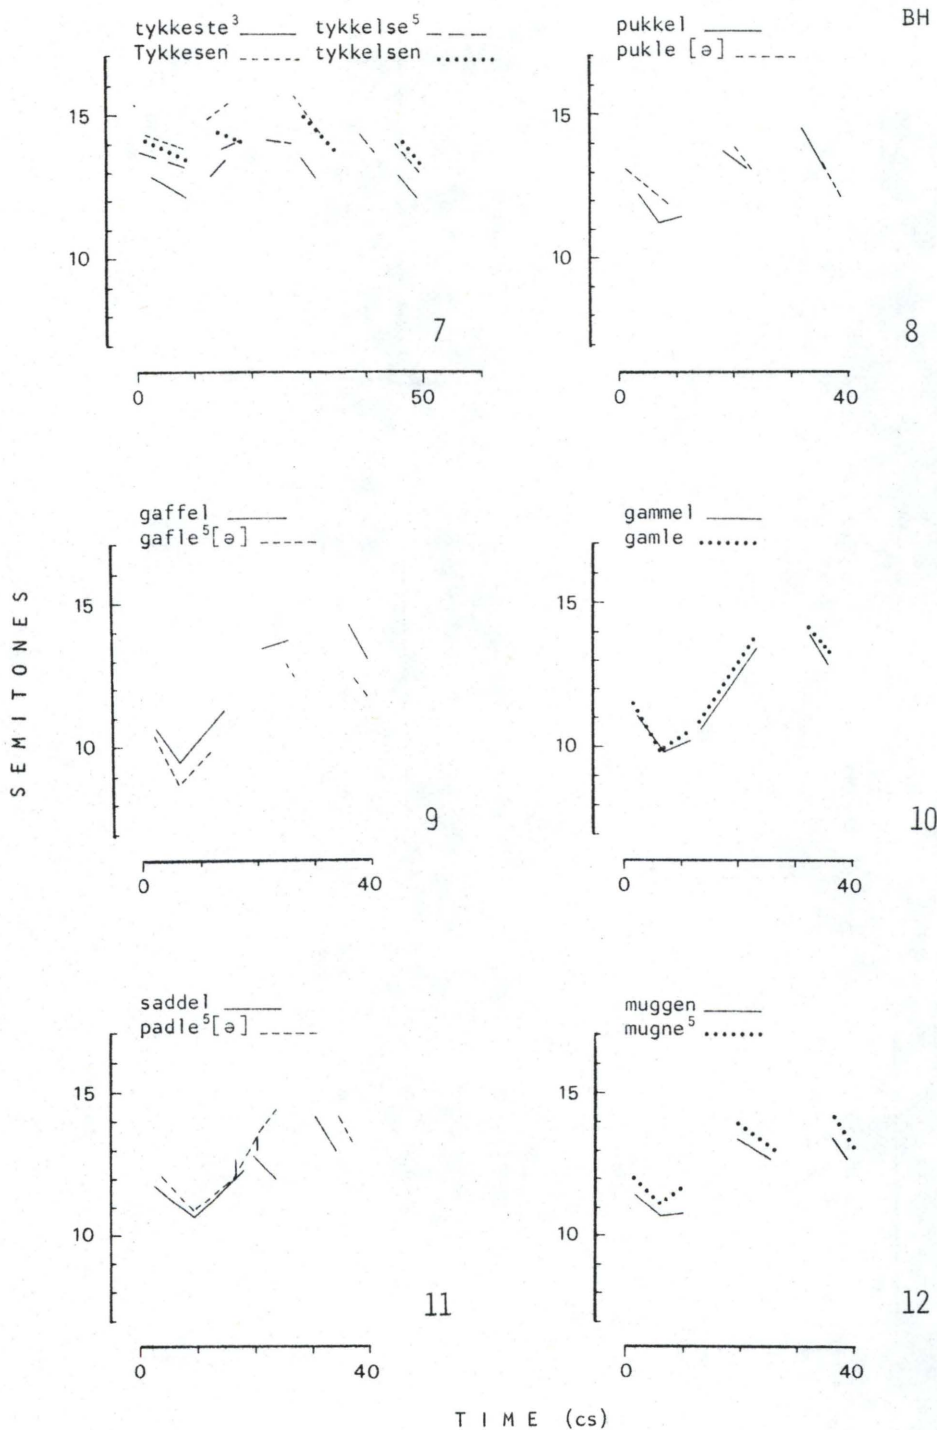 BH
tykkeste³ tykkelse⁵
Tykkesen tykkelsen
15
10
7
0 50
pukkel
pukle [ə]
15
10
8
0 40
gaffel
gafle⁵[ə]
15
10
9
0 40
gammel
gamle
15
10
10
0 40
saddel
padle⁵[ə]
15
10
11
0 40
muggen
mugne⁵
15
10
12
0 40
SEMITONES
TIME (cs)